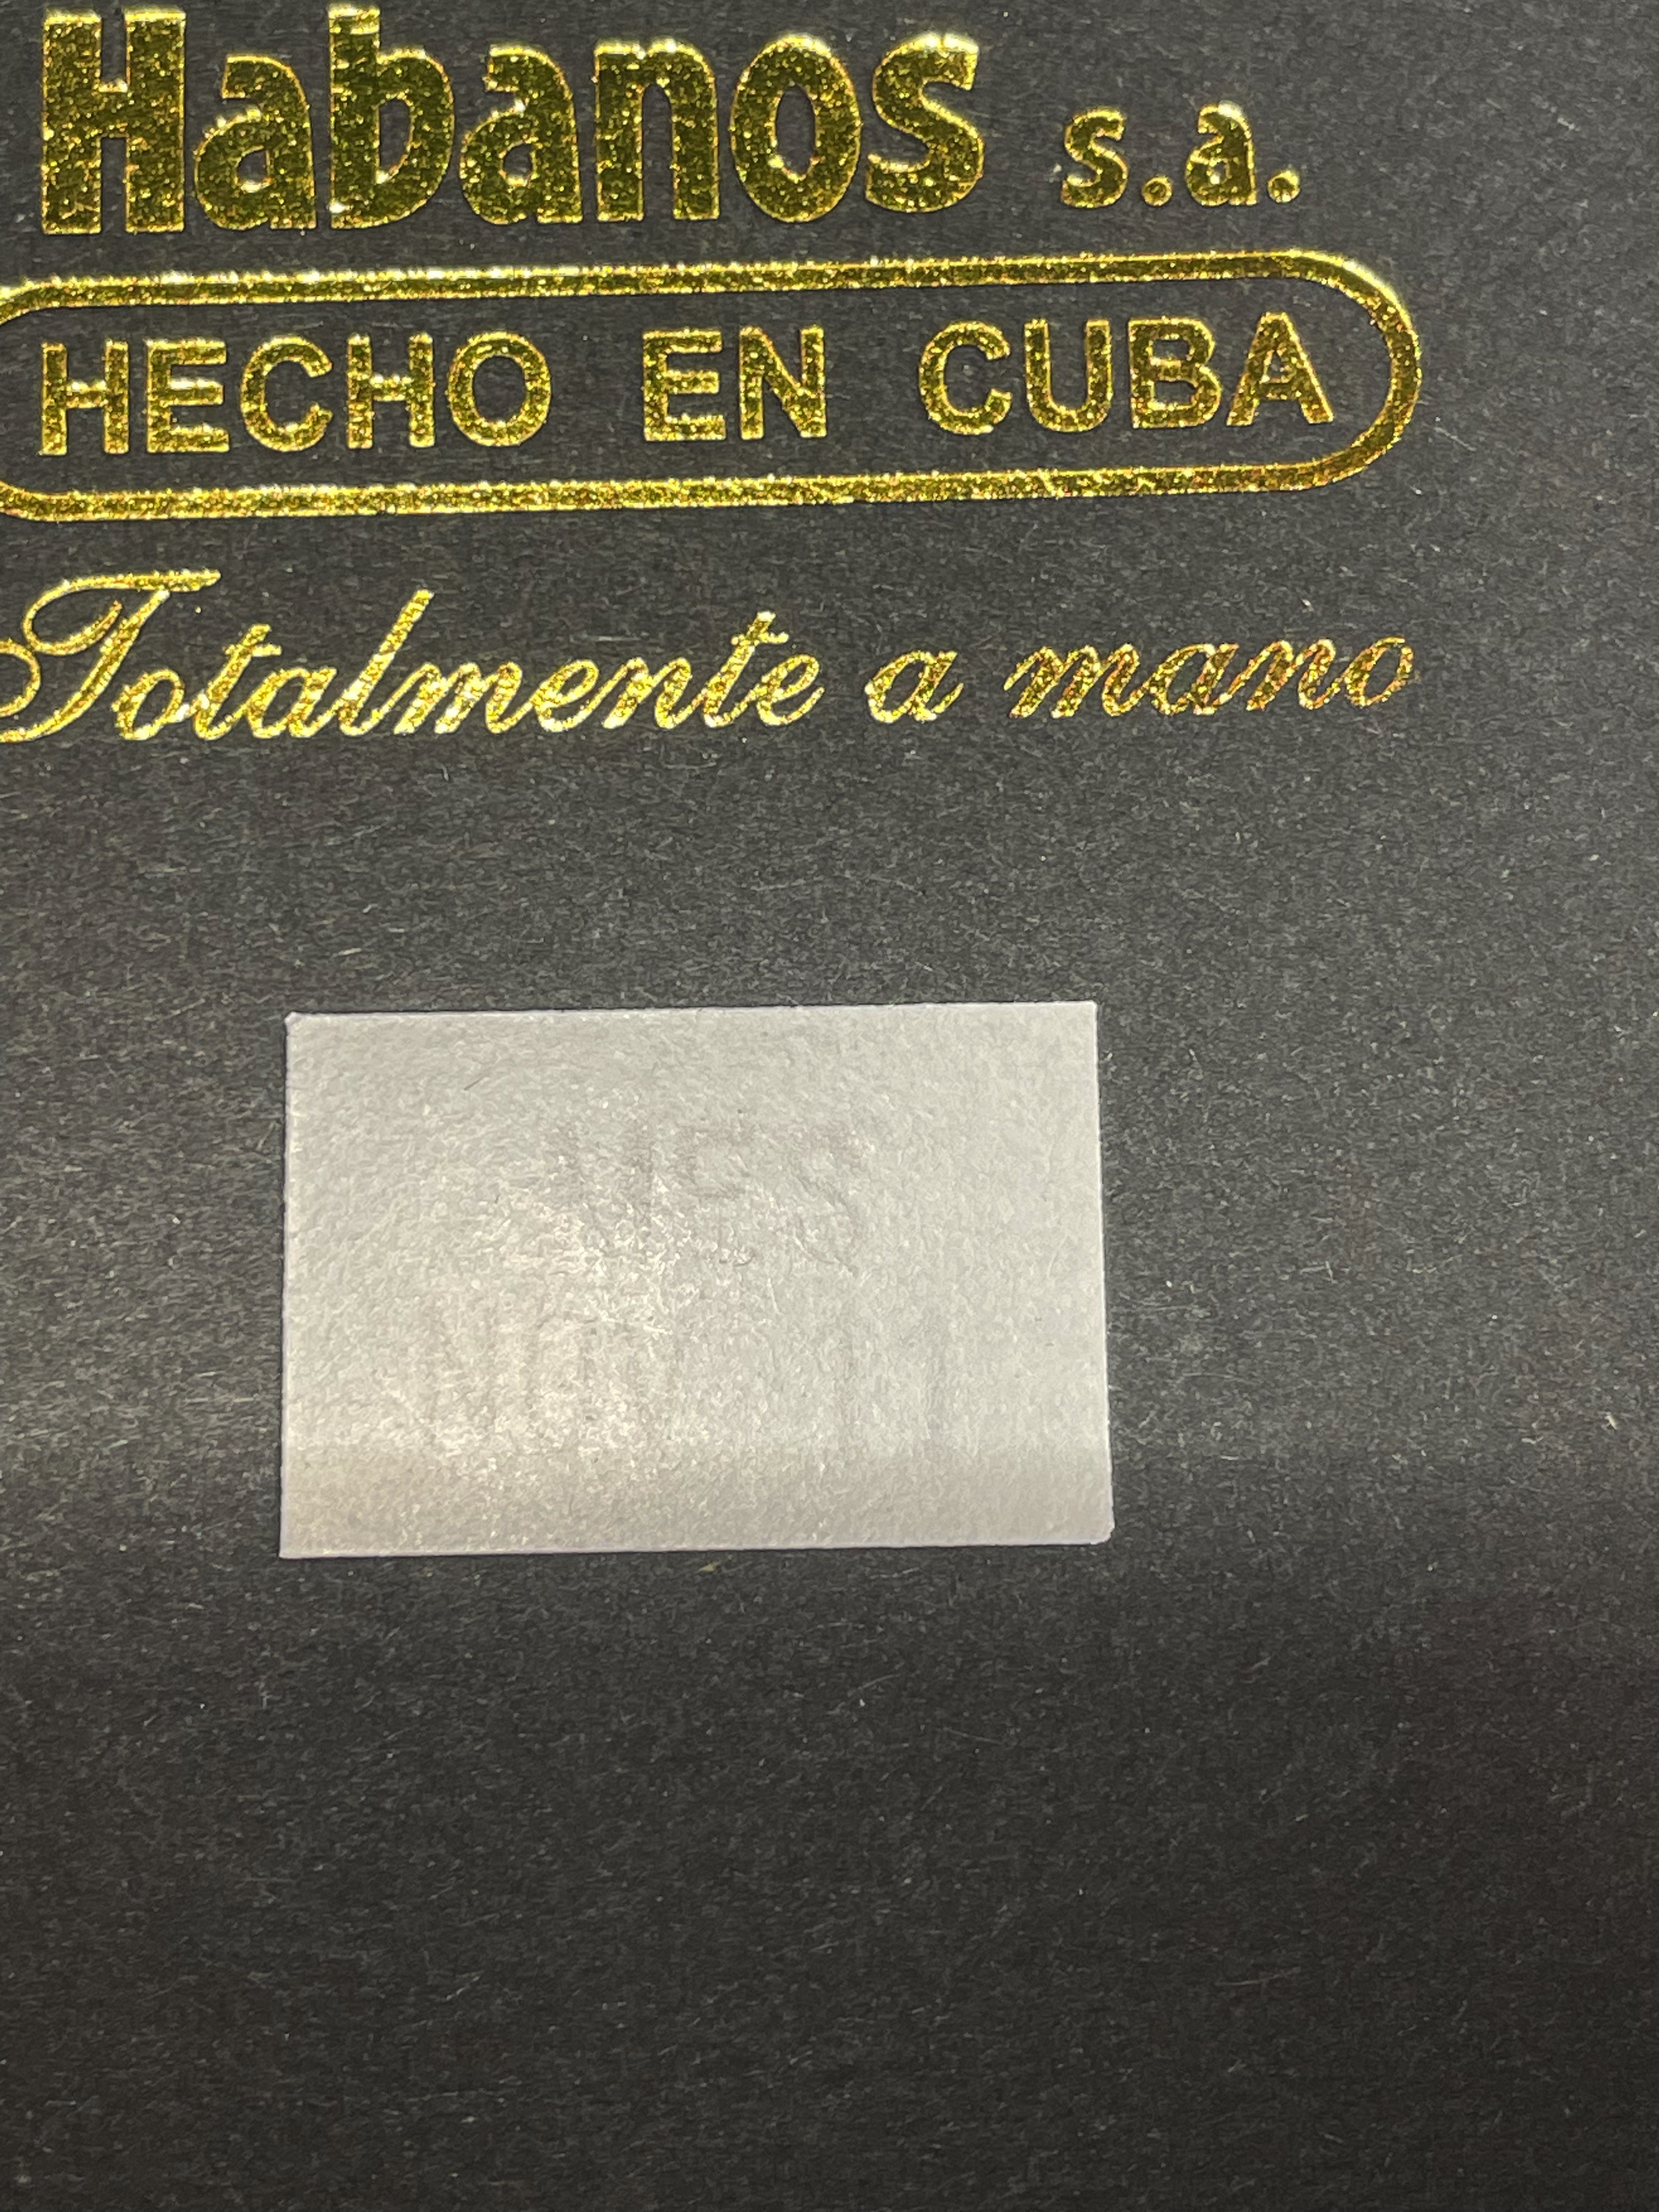 Habanos s.a.
HECHO EN CUBA
Totalmente a mano